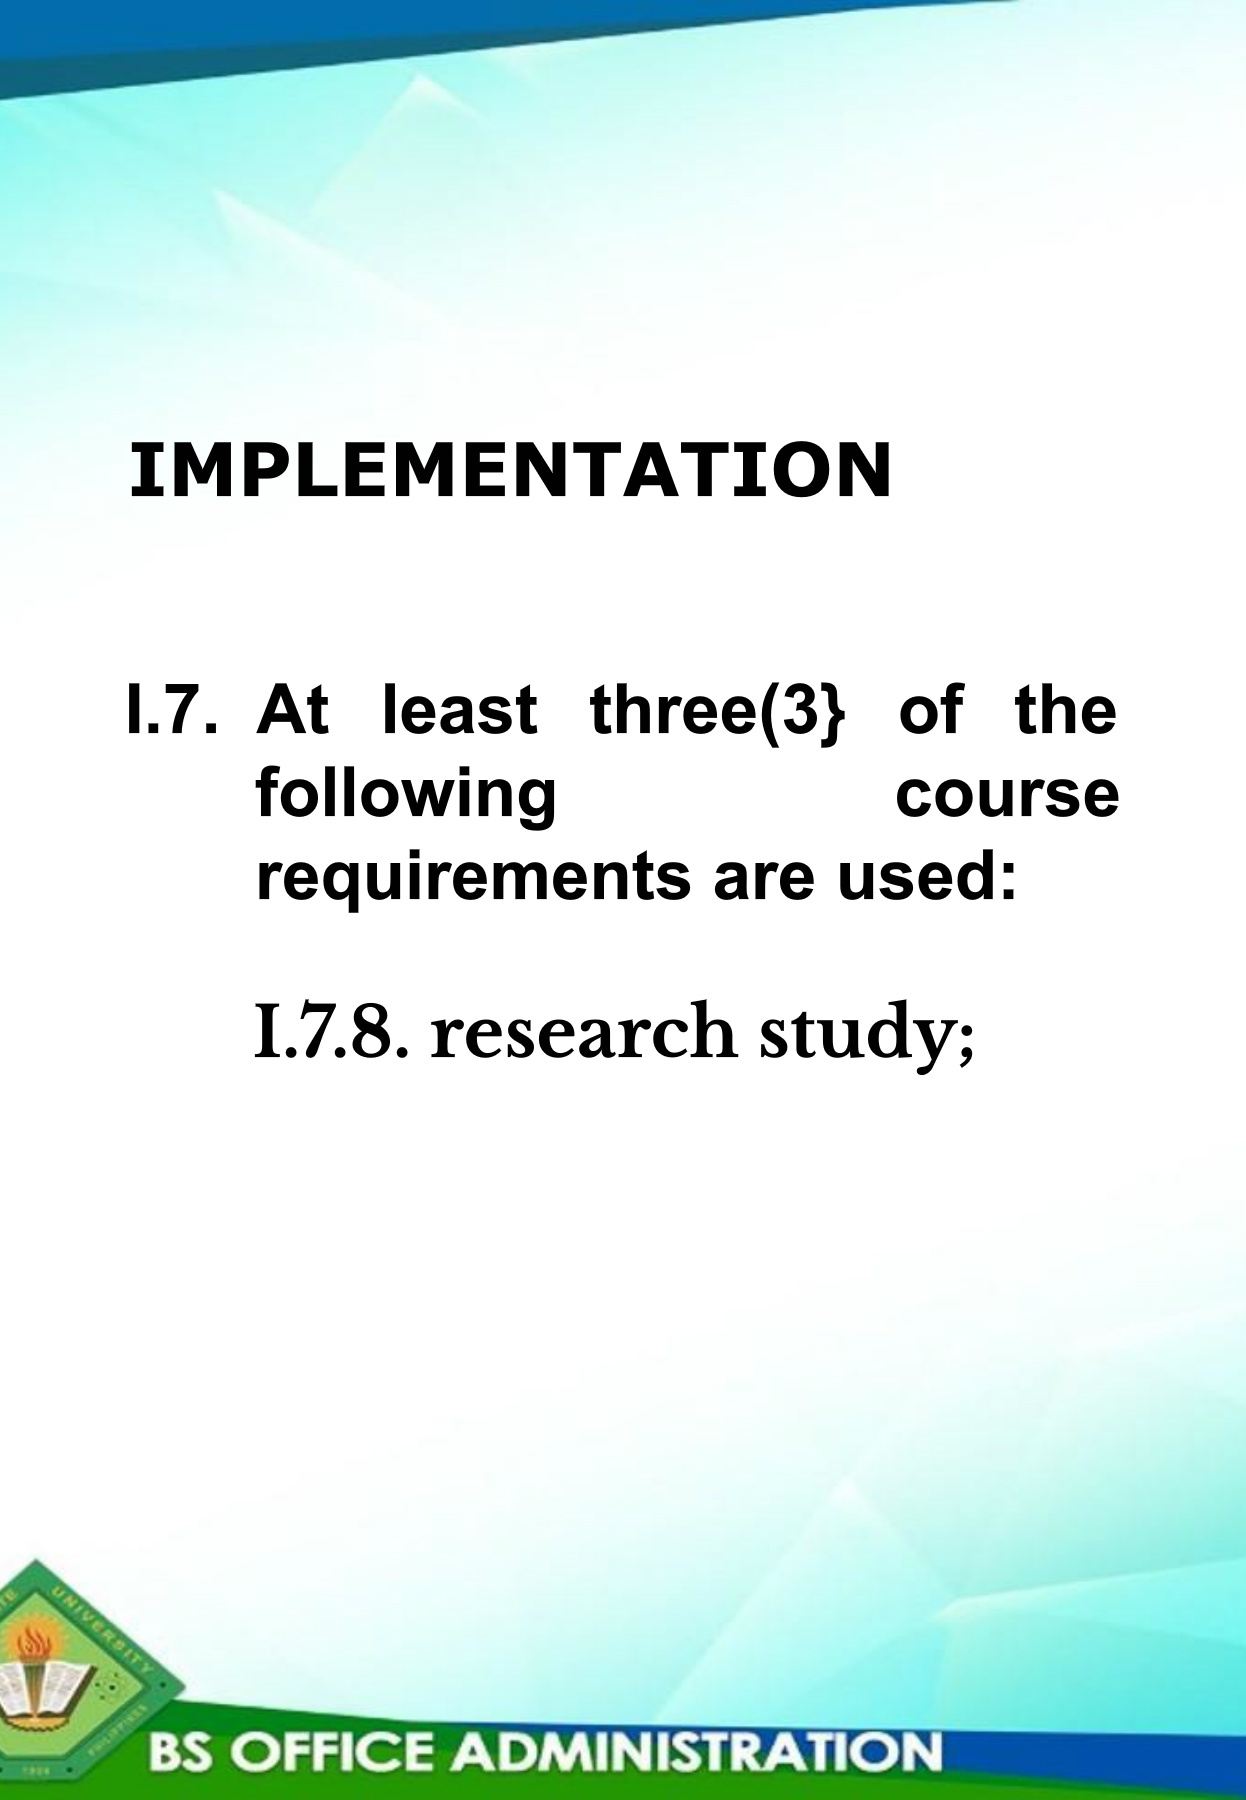 IMPLEMENTATION
I.7. At least three(3} of the
following course
requirements are used:
I.7.8. research study;
UNIVERSITY
PHILIPPINES
BS OFFICE ADMINISTRATION